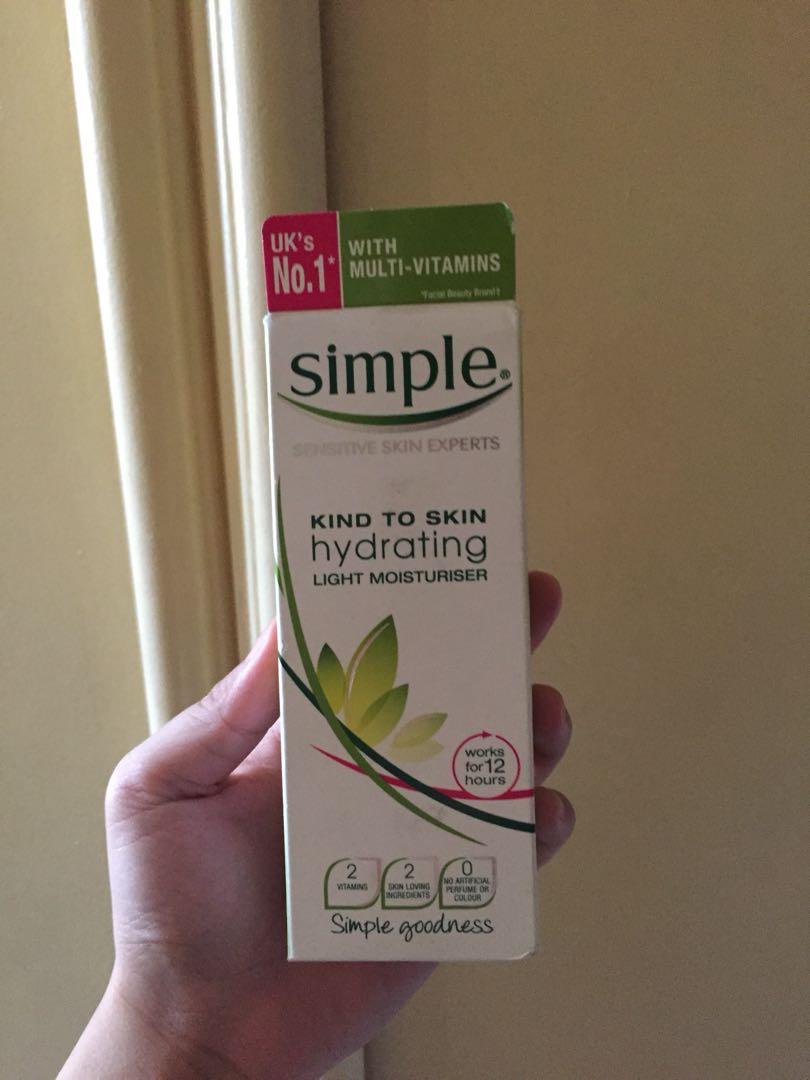 UK's
No.1*
WITH
MULTI-VITAMINS
*Facial Beauty Brand‡
simple®
SENSITIVE SKIN EXPERTS
KIND TO SKIN
hydrating
LIGHT MOISTURISER
works
for 12
hours
2
VITAMINS
2
SKIN LOVING
INGREDIENTS
0
NO ARTIFICIAL
PERFUME OR
COLOUR
Simple goodness